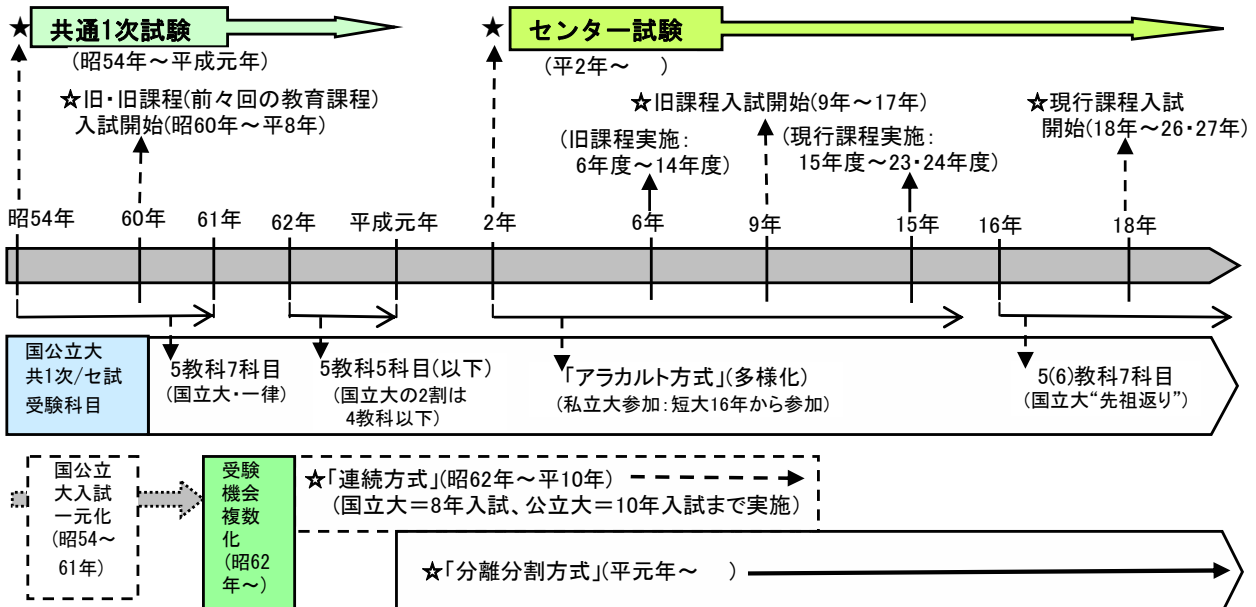 ★ 共通1次試験
(昭54年～平成元年)
★ センター試験
(平2年～　)
☆旧・旧課程(前々回の教育課程)
入試開始(昭60年～平8年)
☆旧課程入試開始(9年～17年)
(旧課程実施:
6年度～14年度)
(現行課程実施:
15年度～23・24年度)
☆現行課程入試
開始(18年～26・27年)
昭54年 60年 61年 62年 平成元年 2年 6年 9年 15年 16年 18年
国公立大
共1次/セ試
受験科目
5教科7科目
(国立大・一律)
5教科5科目(以下)
(国立大の2割は
4教科以下)
「アラカルト方式」(多様化)
(私立大参加:短大16年から参加)
5(6)教科7科目
(国立大“先祖返り”)
国公立
大入試
一元化
(昭54～
61年)
受験
機会
複数
化
(昭62
年～)
☆「連続方式」(昭62年～平10年)
(国立大＝8年入試、公立大＝10年入試まで実施)
☆「分離分割方式」(平元年～　)